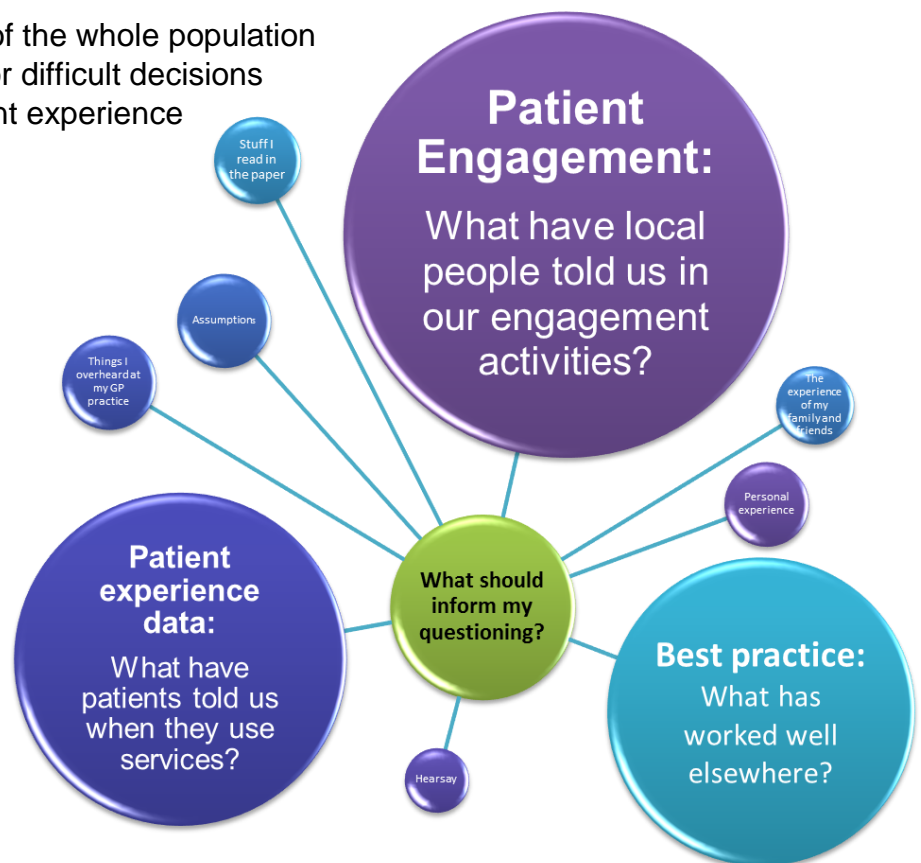 of the whole population
or difficult decisions
nt experience
Patient
Engagement:
What have local
people told us in
our engagement
activities?
Stuff I
read in
the paper
Assumptions
Things I
overheard at
my GP
practice
The
experience
of my
family and
friends
Personal
experience
What should
inform my
questioning?
Patient
experience
data:
What have
patients told us
when they use
services?
Best practice:
What has
worked well
elsewhere?
Hearsay